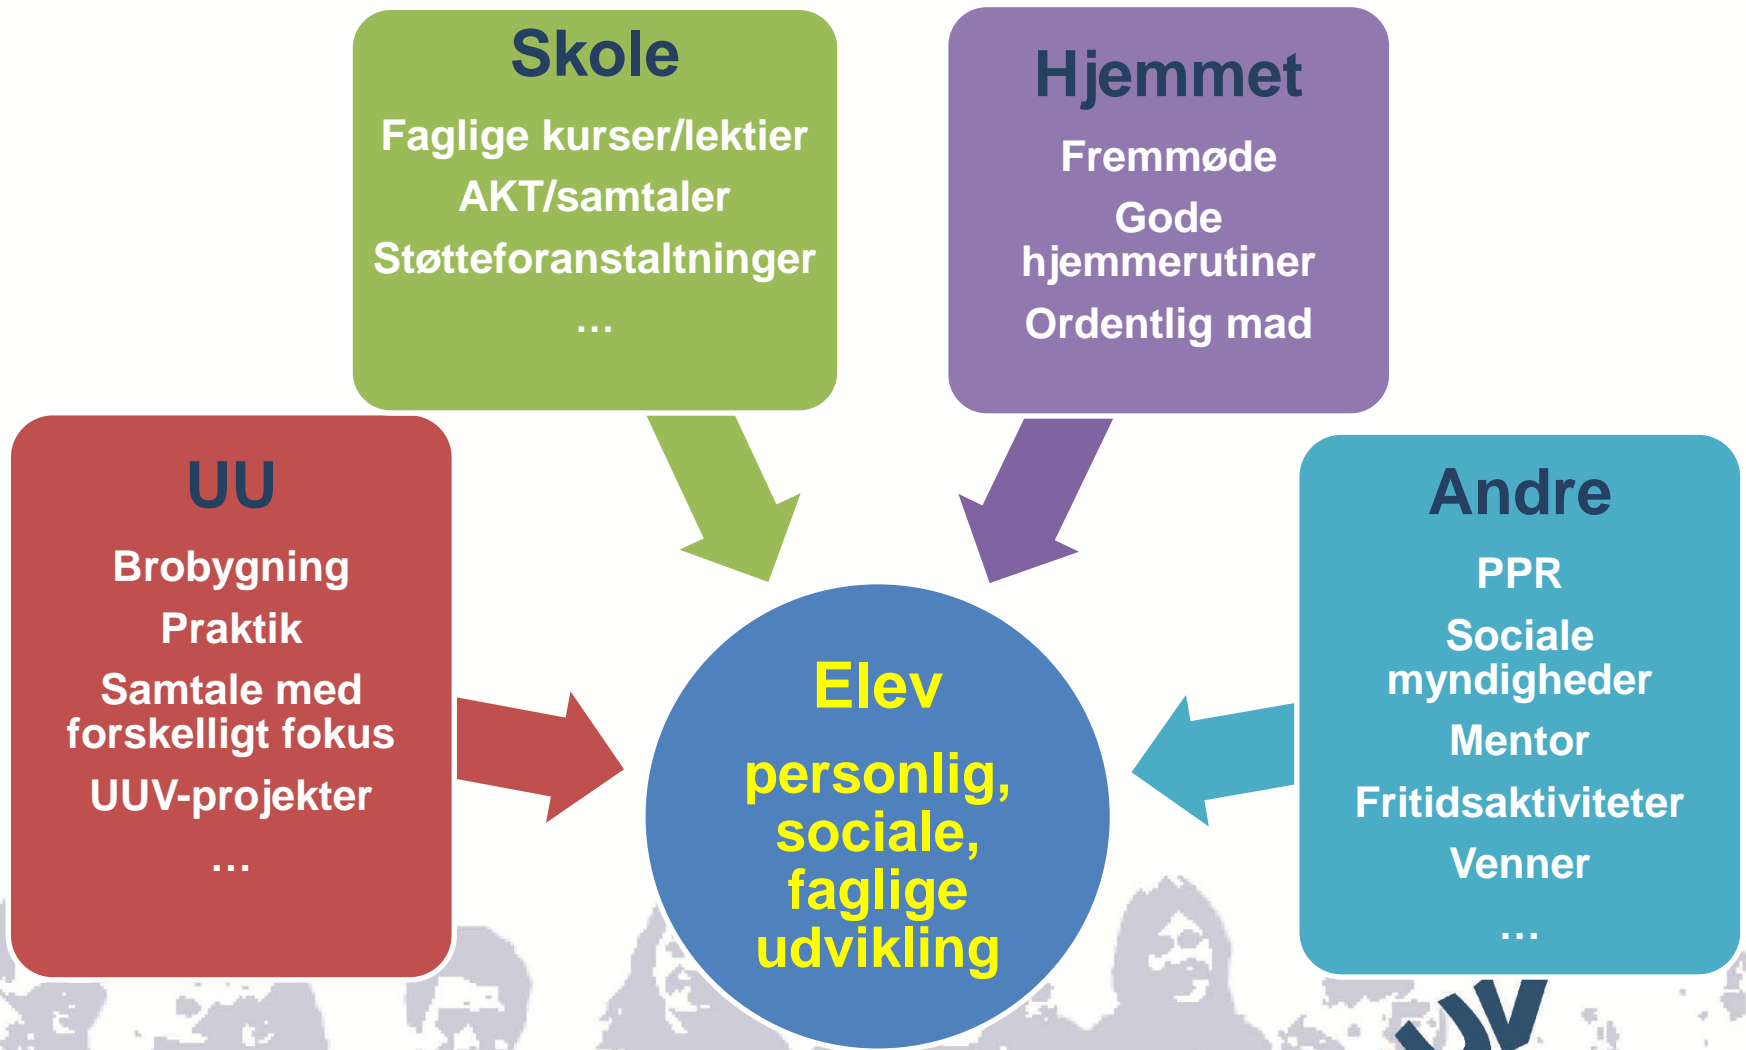 Skole
Faglige kurser/lektier
AKT/samtaler
Støtteforanstaltninger
…
Hjemmet
Fremmøde
Gode
hjemmerutiner
Ordentlig mad
UU
Brobygning
Praktik
Samtale med
forskelligt fokus
UUV-projekter
…
Andre
PPR
Sociale
myndigheder
Mentor
Fritidsaktiviteter
Venner
…
Elev
personlig,
sociale,
faglige
udvikling